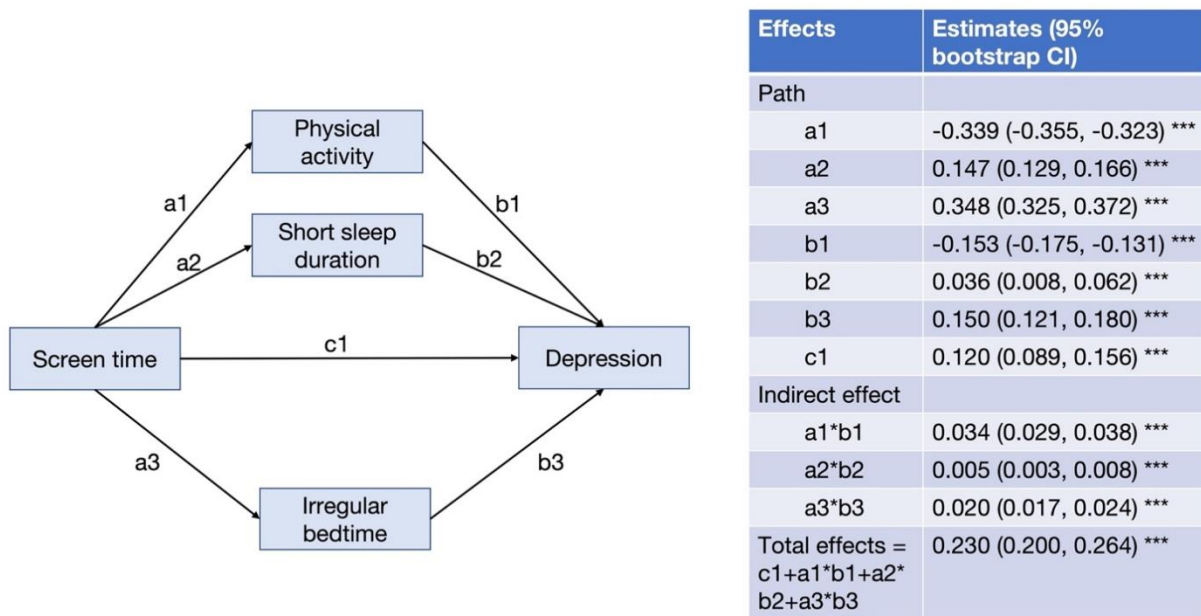 Physical
activity
a1
b1
Short sleep
duration
a2
b2
Screen time
c1
Depression
a3
b3
Irregular
bedtime
Effects Estimates (95%
bootstrap CI)
Path
a1 -0.339 (-0.355, -0.323) ***
a2 0.147 (0.129, 0.166) ***
a3 0.348 (0.325, 0.372) ***
b1 -0.153 (-0.175, -0.131) ***
b2 0.036 (0.008, 0.062) ***
b3 0.150 (0.121, 0.180) ***
c1 0.120 (0.089, 0.156) ***
Indirect effect
a1*b1 0.034 (0.029, 0.038) ***
a2*b2 0.005 (0.003, 0.008) ***
a3*b3 0.020 (0.017, 0.024) ***
Total effects = 0.230 (0.200, 0.264) ***
c1+a1*b1+a2*
b2+a3*b3